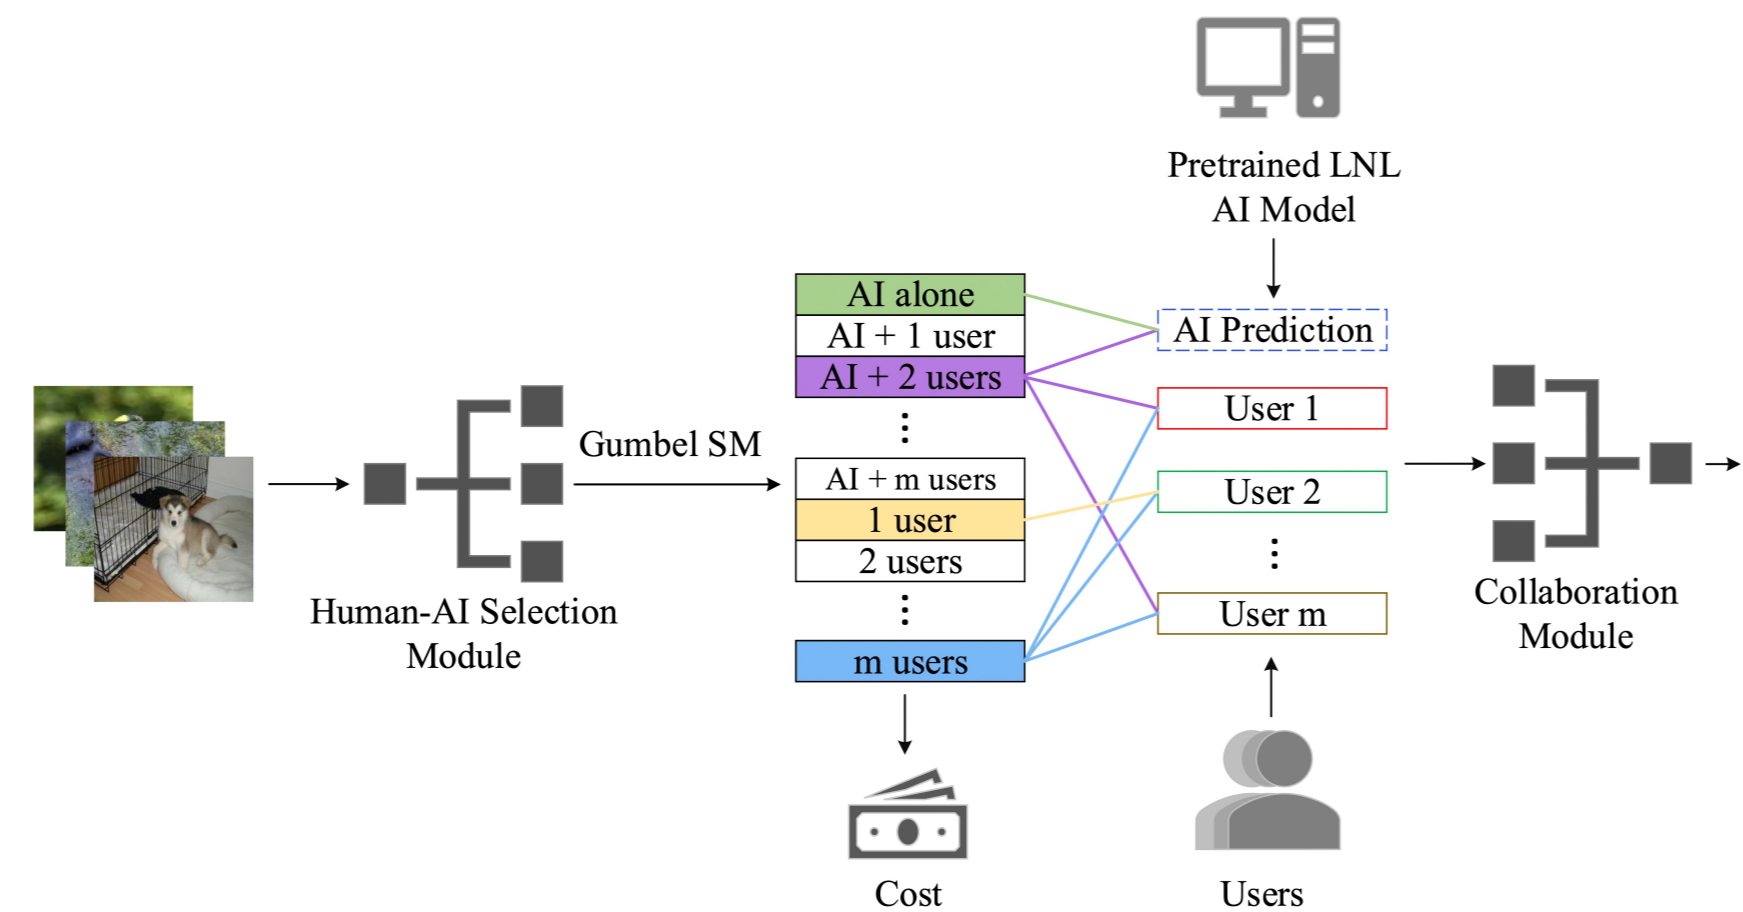 Pretrained LNL
AI Model
AI alone
AI + 1 user
AI + 2 users
⋮
AI + m users
1 user
2 users
⋮
m users
AI Prediction
User 1
User 2
⋮
User m
Gumbel SM
Human-AI Selection
Module
Collaboration
Module
Cost
Users